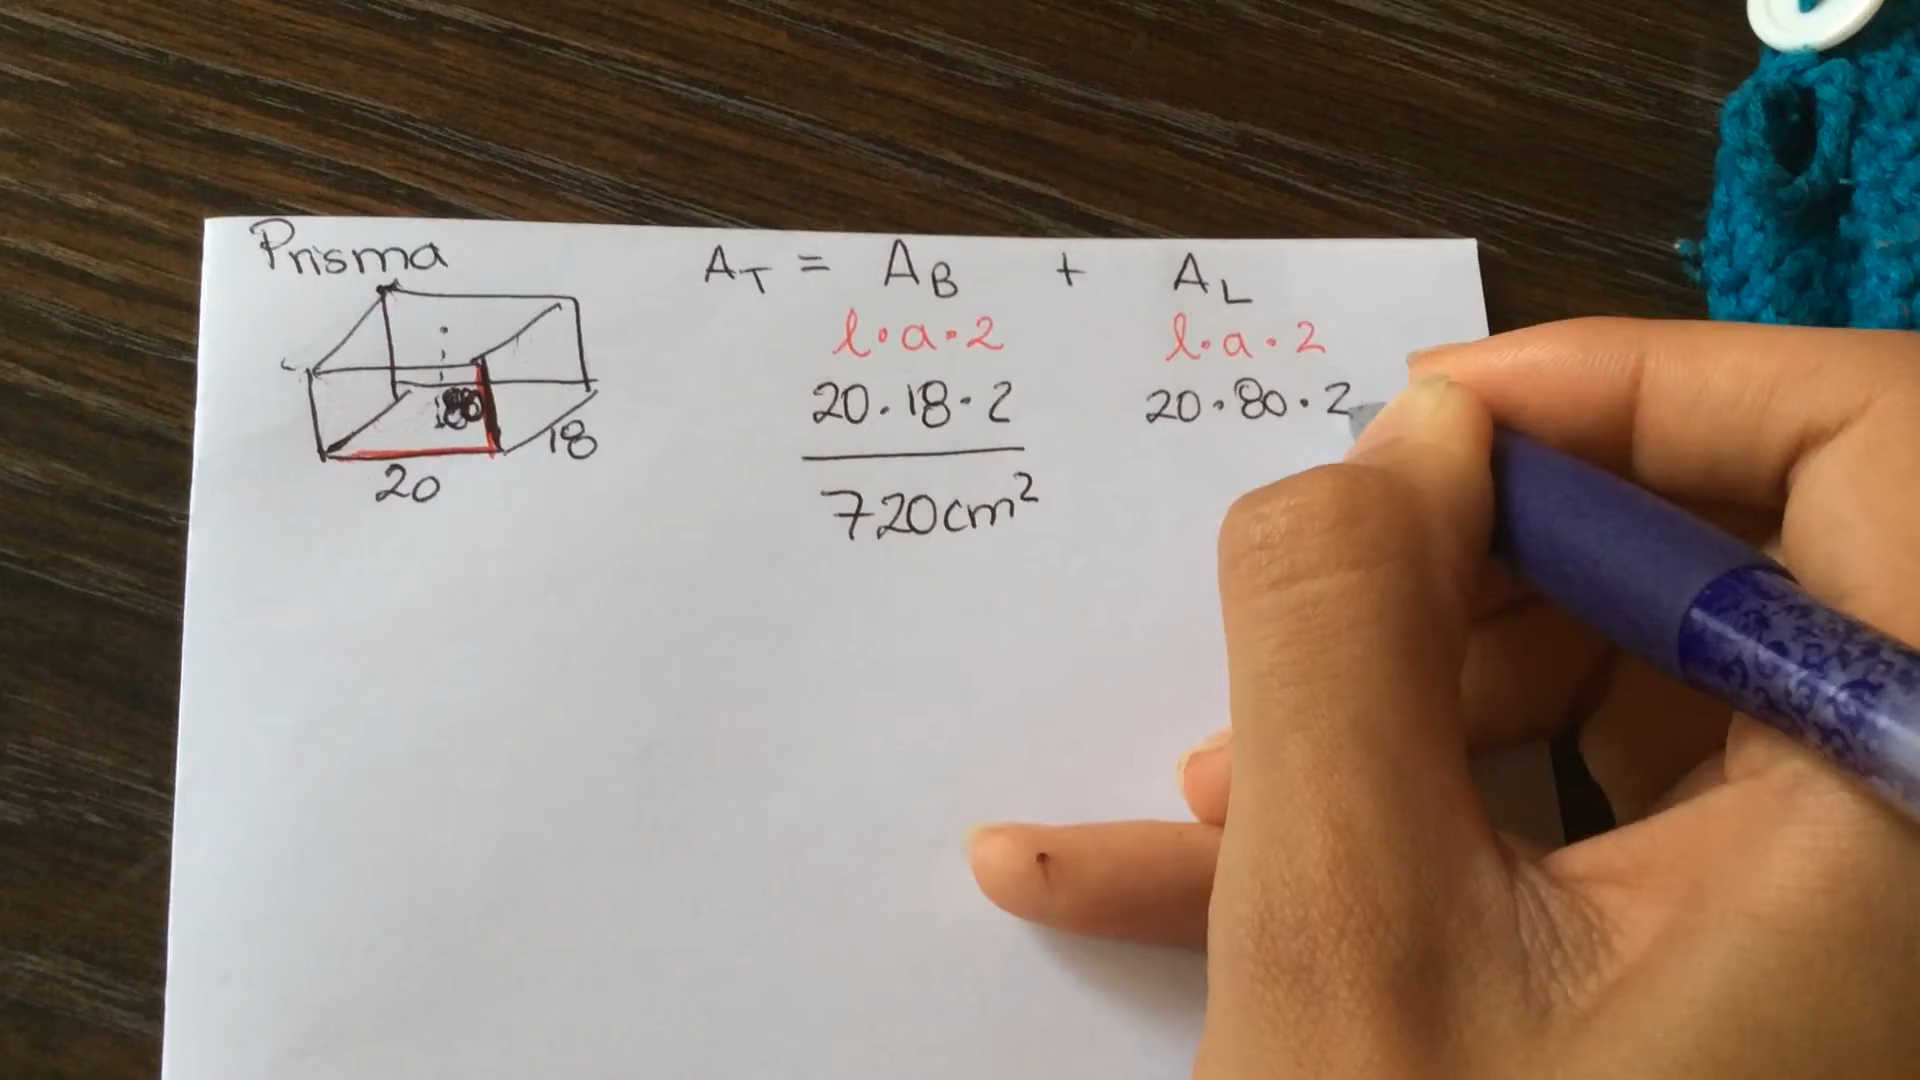 Prisma
A_T = A_B + A_L
l·a·2 l·a·2
20·18·2 20·80·2
720cm²
18
20